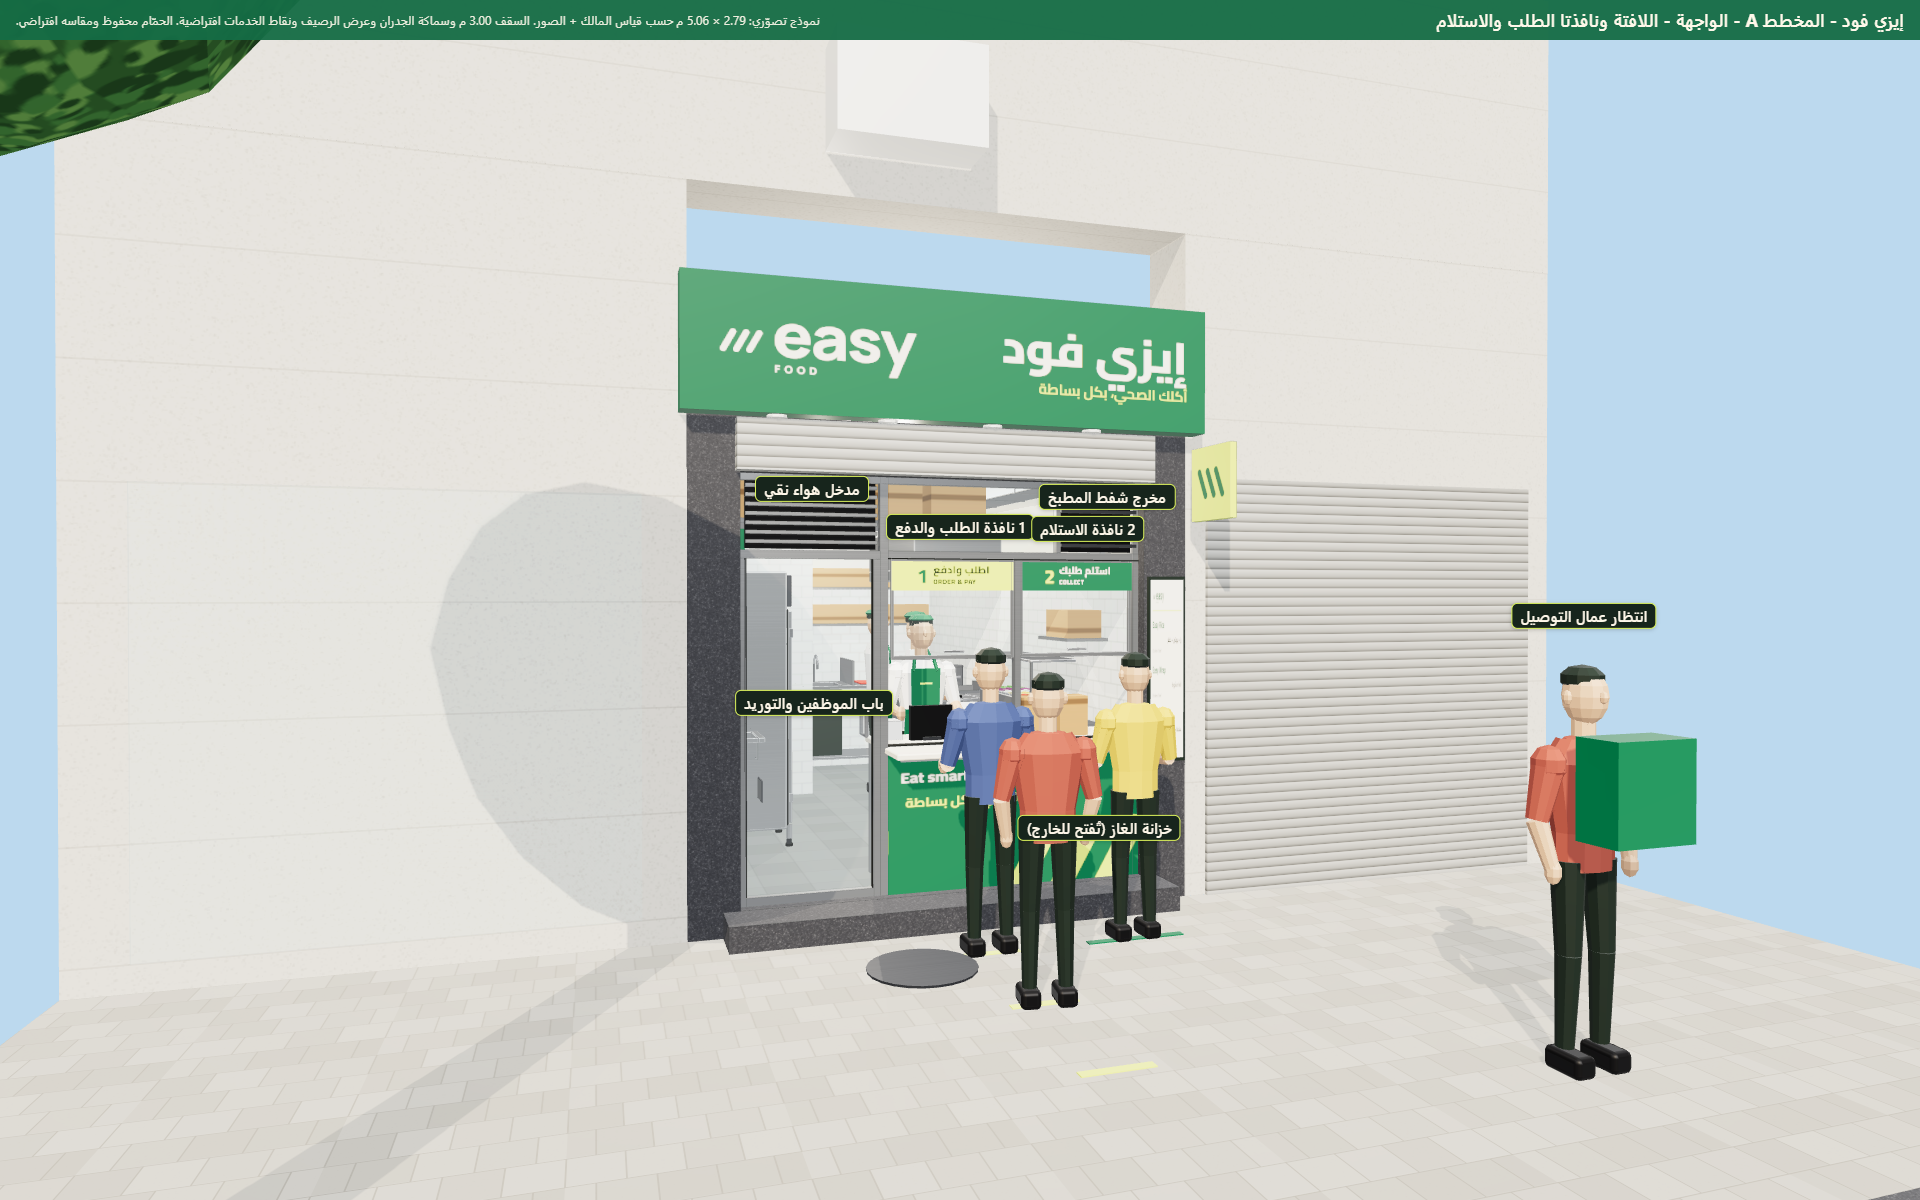 إيزي فود - المخطط A - الواجهة - اللافتة ونافذتا الطلب والاستلام
نموذج تصوّري: 2.79 × 5.06 م حسب قياس المالك + الصور. السقف 3.00 م وسماكة الجدران وعرض الرصيف ونقاط الخدمات افتراضية. الحمّام محفوظ ومقاسه افتراضي.
easy
FOOD
إيزي فود
أكلك الصحي، بكل بساطة
مدخل هواء نقي
مخرج شفط المطبخ
1 نافذة الطلب والدفع
2 نافذة الاستلام
1 اطلب وادفع
ORDER & PAY
2 استلم طلبك
COLLECT
انتظار عمال التوصيل
باب الموظفين والتوريد
Eat smar
كل بساطة
خزانة الغاز (تُفتح للخارج)